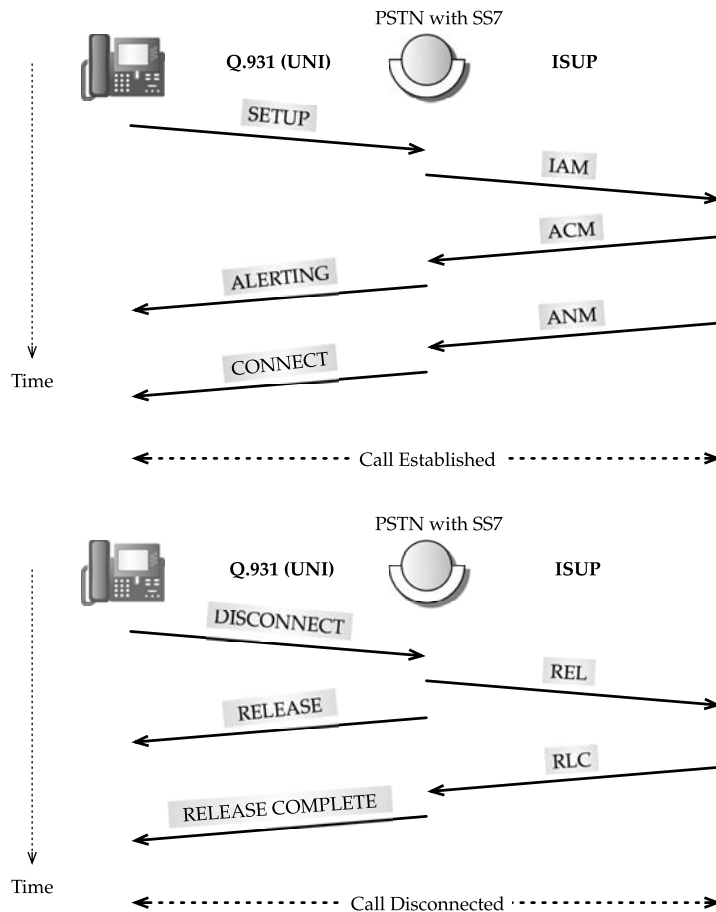 PSTN with SS7
Q.931 (UNI)
ISUP
SETUP
IAM
ACM
ALERTING
ANM
CONNECT
Time
Call Established
PSTN with SS7
Q.931 (UNI)
ISUP
DISCONNECT
REL
RELEASE
RLC
RELEASE COMPLETE
Time
Call Disconnected